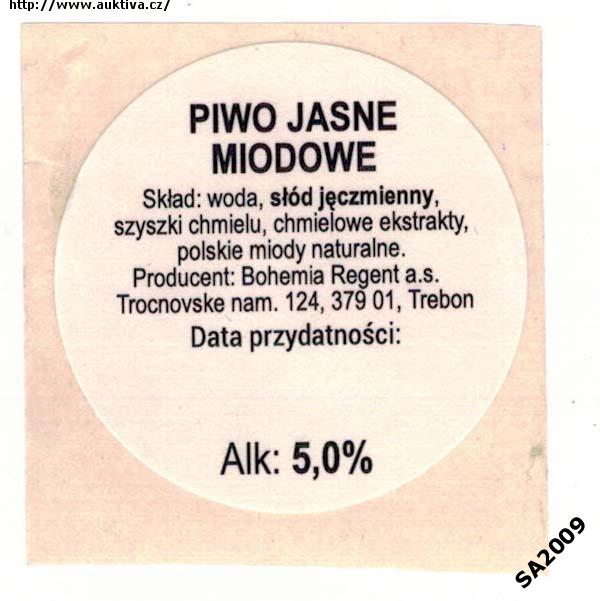 http://www.auktiva.cz/
PIWO JASNE
MIODOWE
Skład: woda, słód jęczmienny,
szyszki chmielu, chmielowe ekstrakty,
polskie miody naturalne.
Producent: Bohemia Regent a.s.
Trocnovske nam. 124, 379 01, Trebon
Data przydatności:
Alk: 5,0%
SA2009